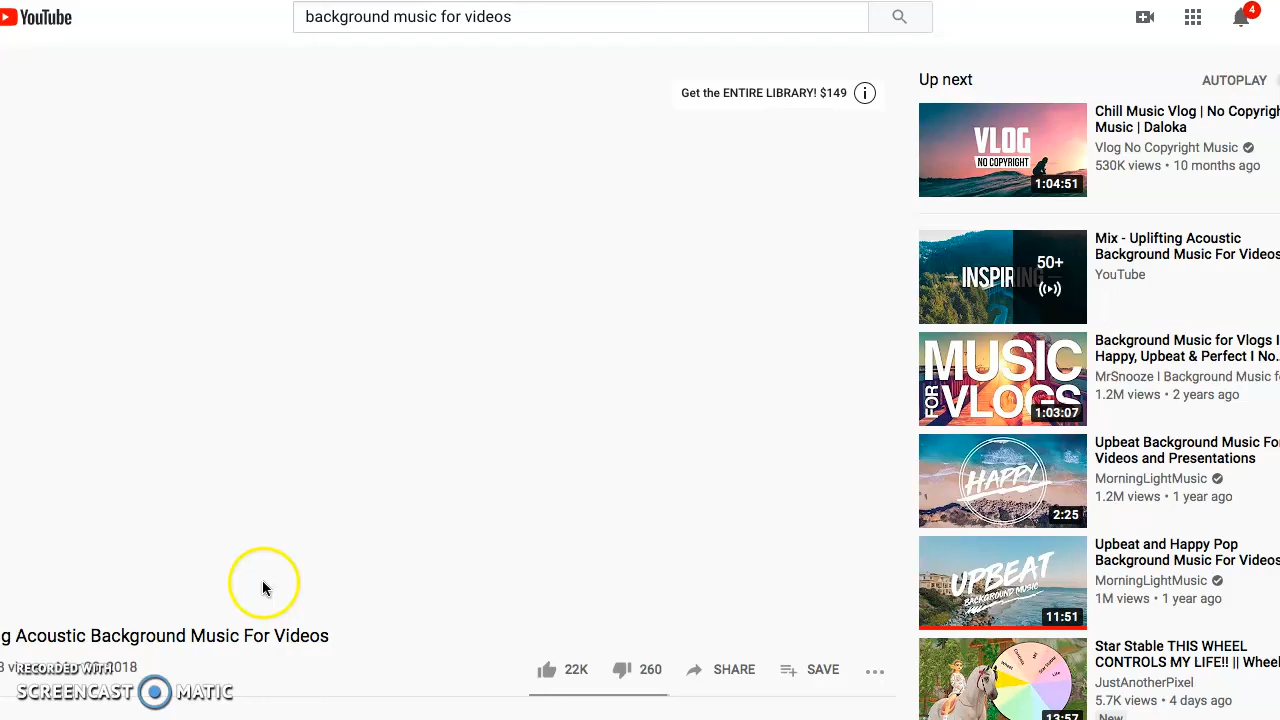 YouTube
background music for videos
4
Get the ENTIRE LIBRARY! $149
i
Up next
AUTOPLAY
VLOG
NO COPYRIGHT
1:04:51
Chill Music Vlog | No Copyrigh
Music | Daloka
Vlog No Copyright Music
530K views • 10 months ago
INSPIRING
50+
Mix - Uplifting Acoustic
Background Music For Videos
YouTube
MUSIC
FOR VLOGS
1:03:07
Background Music for Vlogs I
Happy, Upbeat & Perfect I No...
MrSnooze I Background Music f
1.2M views • 2 years ago
HAPPY
2:25
Upbeat Background Music Fo
Videos and Presentations
MorningLightMusic
1.2M views • 1 year ago
UPBEAT
BACKGROUND MUSIC
11:51
Upbeat and Happy Pop
Background Music For Videos
MorningLightMusic
1M views • 1 year ago
13:57
Star Stable THIS WHEEL
CONTROLS MY LIFE!! || Whee
JustAnotherPixel
5.7K views • 4 days ago
New
g Acoustic Background Music For Videos
2018
22K
260
SHARE
SAVE
RECORDED WITH
SCREENCAST MATIC